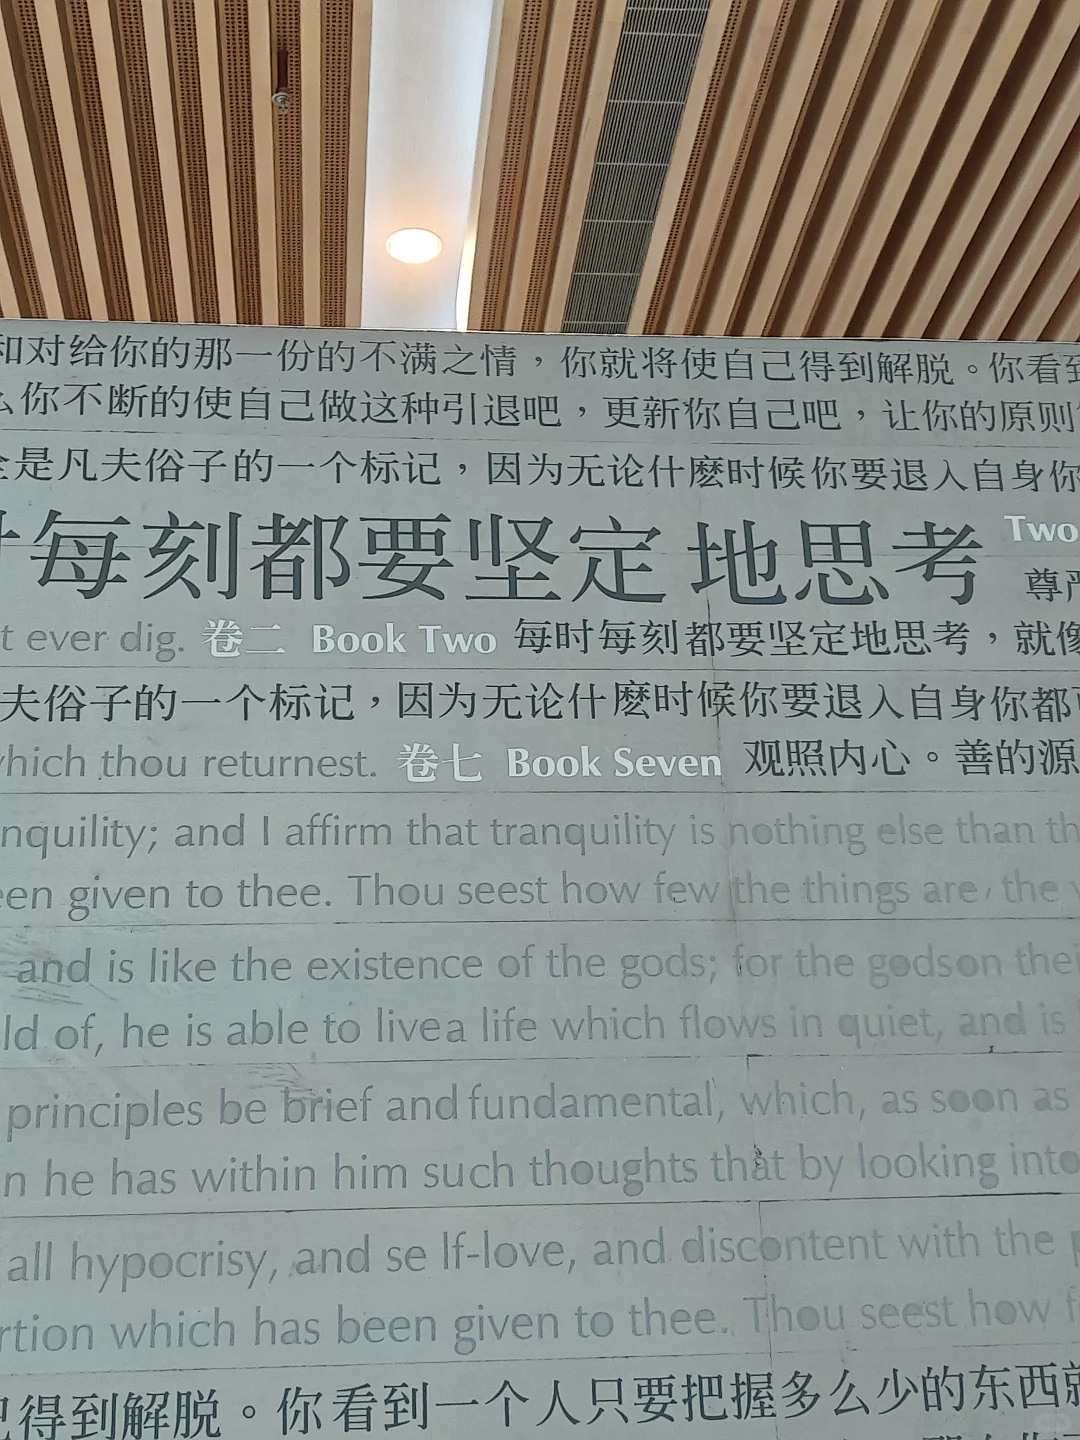 和对给你的那一份的不满之情，你就将使自己得到解脱。你看到
么你不断的使自己做这种引退吧，更新你自己吧，让你的原则
全是凡夫俗子的一个标记，因为无论什麽时候你要退入自身你
时每刻都要坚定地思考 Two
尊严
t ever dig. 卷二 Book Two 每时每刻都要坚定地思考，就像
夫俗子的一个标记，因为无论什麽时候你要退入自身你都可
which thou returnest. 卷七 Book Seven 观照内心。善的源
nquility; and I affirm that tranquility is nothing else than th
een given to thee. Thou seest how few the things are, the
and is like the existence of the gods; for the godson thei
ld of, he is able to livea life which flows in quiet, and is
principles be brief and fundamental, which, as soon as
n he has within him such thoughts that by looking into
all hypocrisy, and se lf-love, and discontent with the p
rtion which has been given to thee. Thou seest how f
己得到解脱。你看到一个人只要把握多么少的东西就